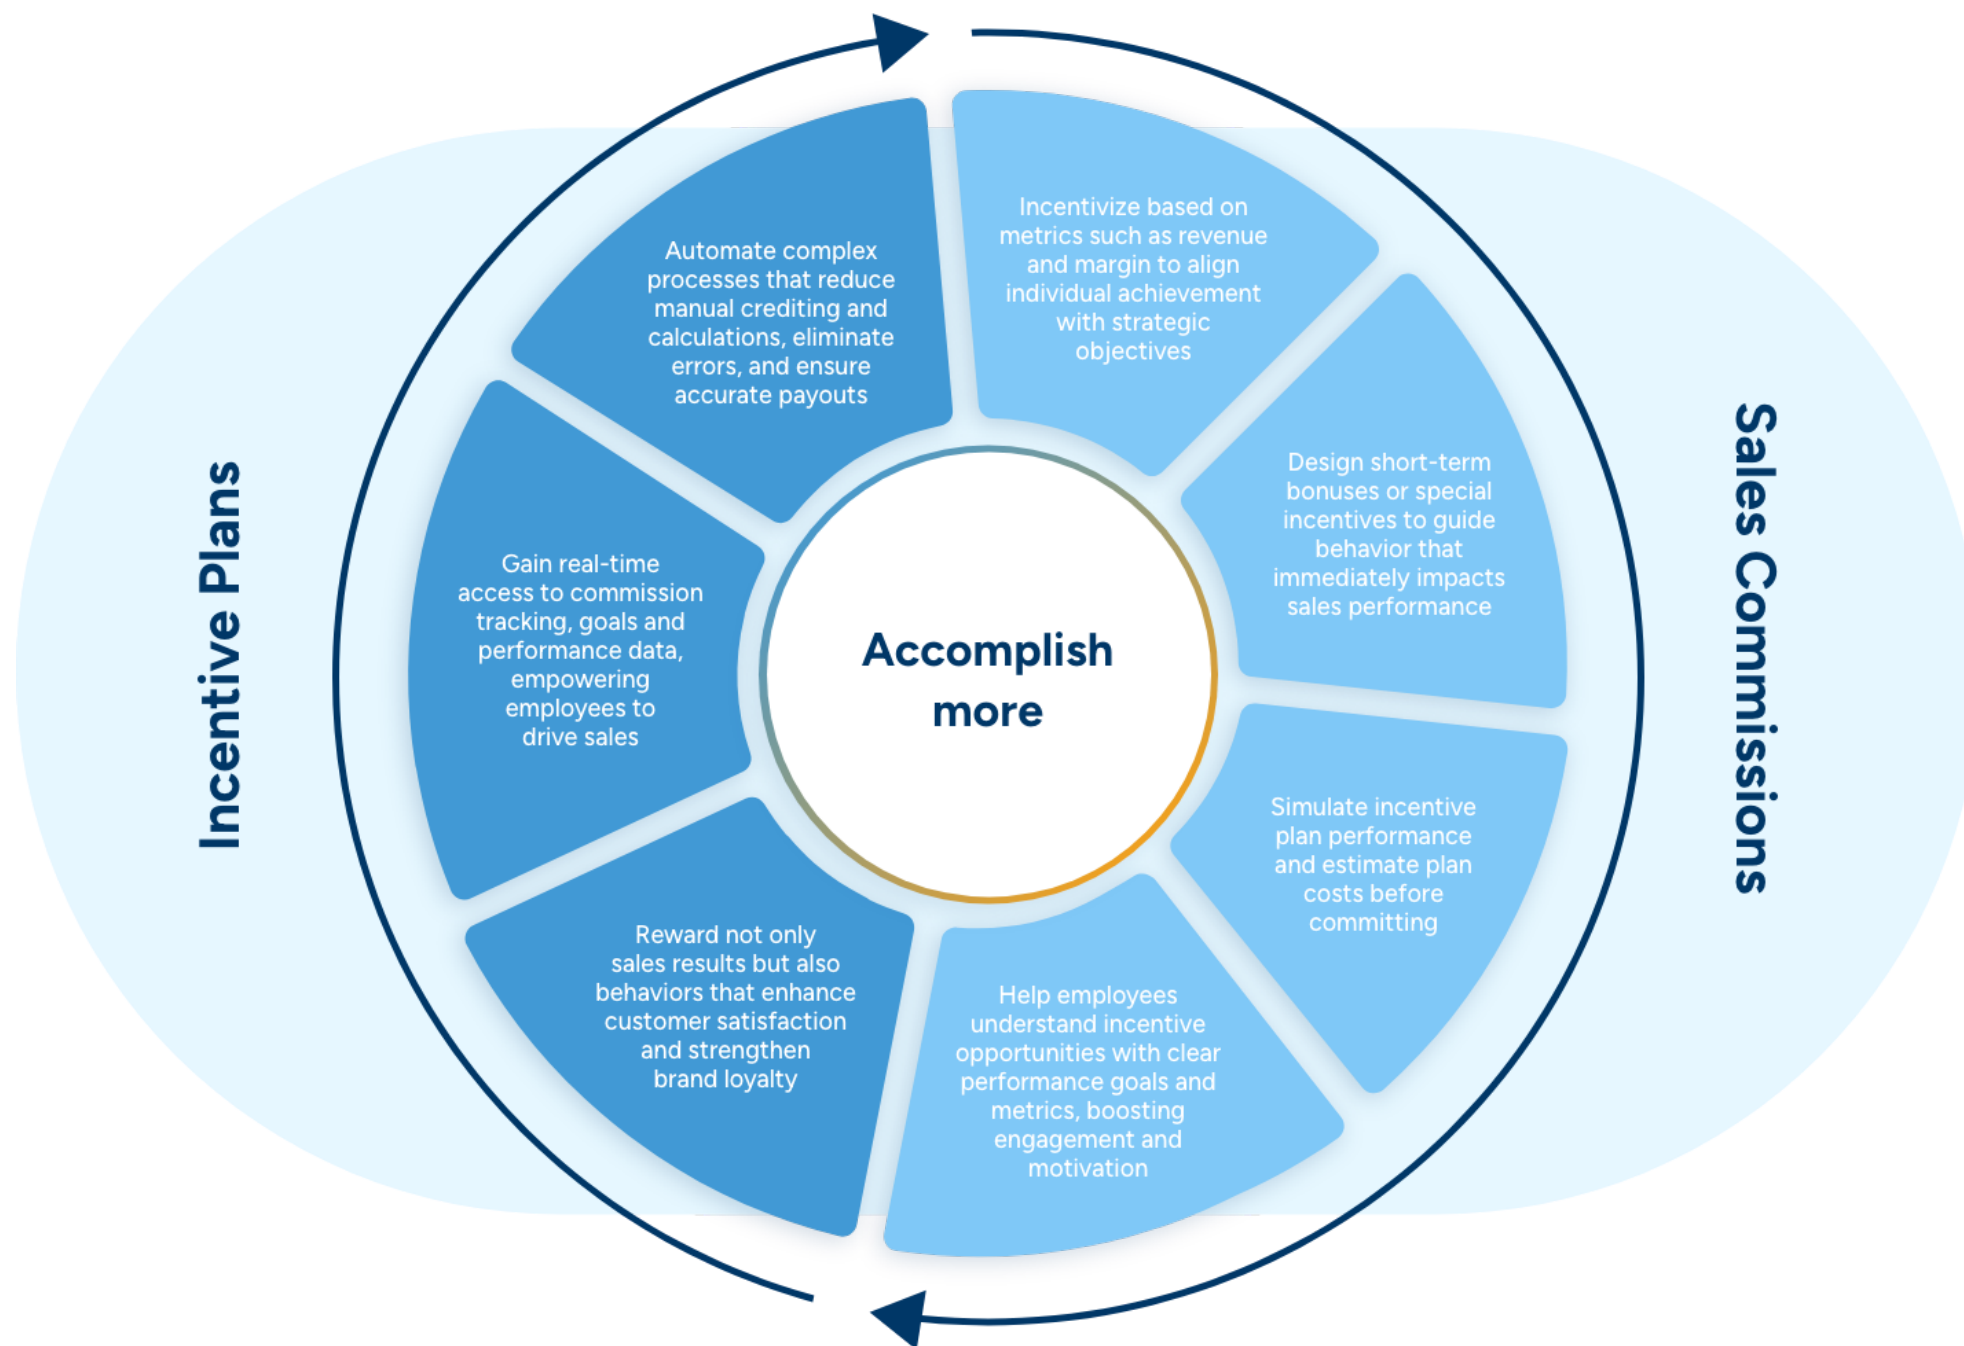 Incentivize based on
metrics such as revenue
and margin to align
individual achievement
with strategic
objectives
Design short-term
bonuses or special
incentives to guide
behavior that
immediately impacts
sales performance
Simulate incentive
plan performance
and estimate plan
costs before
committing
Help employees
understand incentive
opportunities with clear
performance goals and
metrics, boosting
engagement and
motivation
Reward not only
sales results but also
behaviors that enhance
customer satisfaction
and strengthen
brand loyalty
Gain real-time
access to commission
tracking, goals and
performance data,
empowering
employees to
drive sales
Automate complex
processes that reduce
manual crediting and
calculations, eliminate
errors, and ensure
accurate payouts
Accomplish
more
Incentive Plans
Sales Commissions